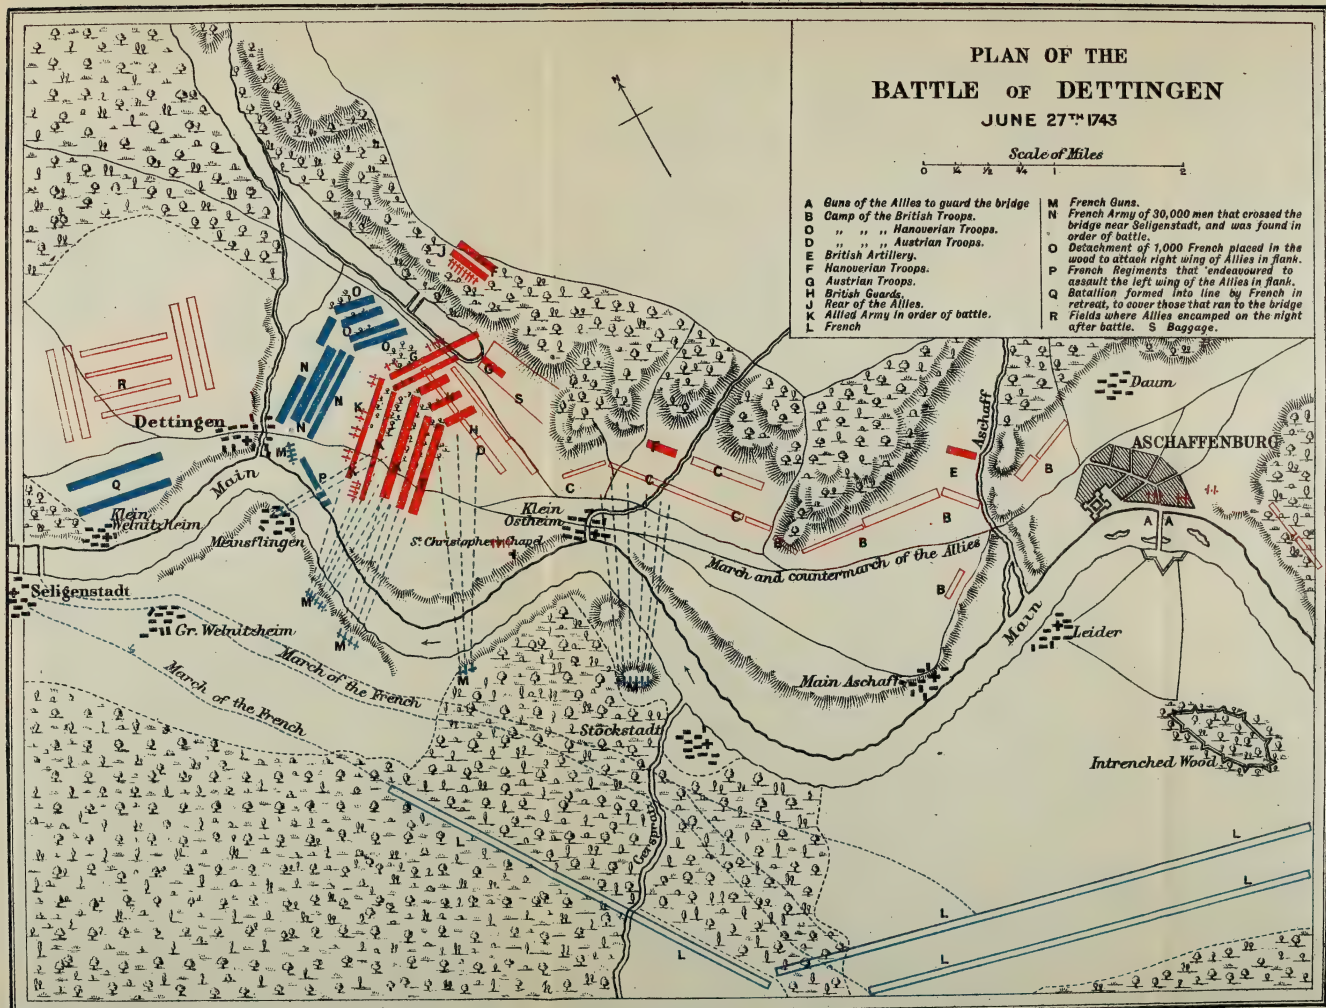 PLAN OF THE
BATTLE OF DETTINGEN
JUNE 27TH 1743
Scale of Miles
0 ¼ ½ ¾ 1 2
A Guns of the Allies to guard the bridge
B Camp of the British Troops.
C „ „ „ Hanoverian Troops.
D „ „ „ Austrian Troops.
E British Artillery.
F Hanoverian Troops.
G Austrian Troops.
H British Guards.
J Rear of the Allies.
K Allied Army in order of battle.
L French
M French Guns.
N French Army of 30,000 men that crossed the
bridge near Seligenstadt, and was found in
order of battle.
O Detachment of 1,000 French placed in the
wood to attack right wing of Allies in flank.
P French Regiments that endeavoured to
assault the left wing of the Allies in flank.
Q Batallion formed into line by French in
retreat, to cover those that ran to the bridge
R Fields where Allies encamped on the night
after battle. S Baggage.
N
J
O
Q
O
G
G
N
N
N
K
K
R
S
H
D
F
C
C
C
C
Aschaff
E
B
B
B
B
B
Daum
ASCHAFFENBURG
A A
Dettingen
M
P
Q
Main
Klein
Welnitzheim
Meinsflingen
Klein
Ostheim
St. Christophers Chapel
March and countermarch of the Allies
Seligenstadt
Gr. Welnitzheim
M
M
M
Main
Leider
Main Aschaff
March of the French
March of the French
Stockstadt
Intrenched Wood
Gersprenz
L
L
L
L
L
L